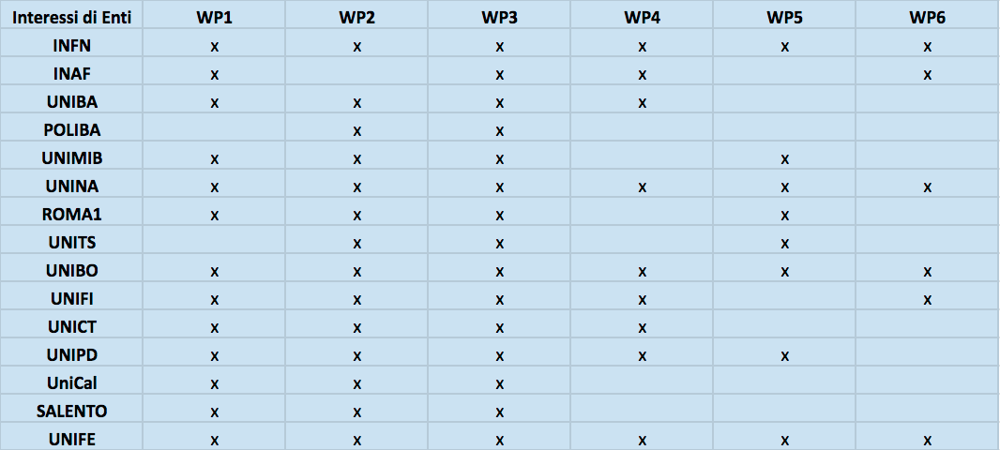 Interessi di Enti WP1 WP2 WP3 WP4 WP5 WP6
INFN x x x x x x
INAF x x x x
UNIBA x x x x
POLIBA x x
UNIMIB x x x x
UNINA x x x x x x
ROMA1 x x x x
UNITS x x x
UNIBO x x x x x x
UNIFI x x x x x
UNICT x x x x
UNIPD x x x x x
UniCal x x x
SALENTO x x x
UNIFE x x x x x x